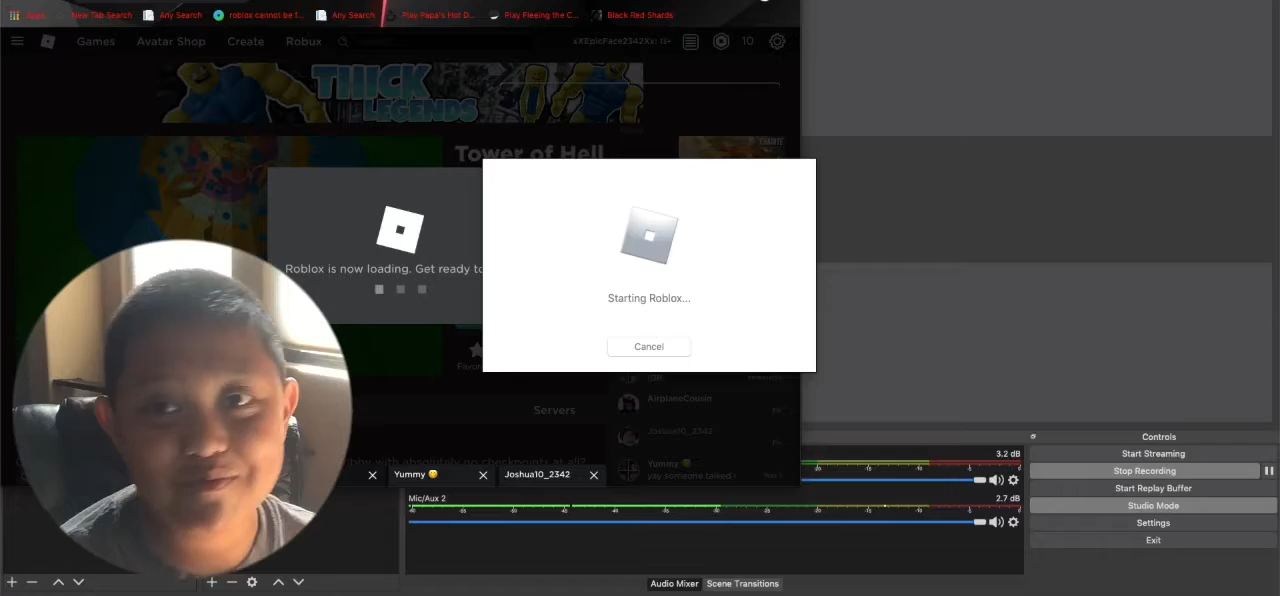 Apps
New Tab Search
Any Search
roblox cannot be f...
Any Search
Play Papa's Hot D...
Play Fleeing the C...
Black Red Shards
Games
Avatar Shop
Create
Robux
xXEpicFace2342Xx: 13+
10
THICK
LEGENDS
Tower of Hell
Roblox is now loading. Get ready to
Starting Roblox...
Cancel
Servers
AirplaneCousin
Joshua10_2342
Yummy 😋
yay someone talked
Yummy 😋
Joshua10_2342
Mic/Aux 2
3.2 dB
2.7 dB
Controls
Start Streaming
Stop Recording
Start Replay Buffer
Studio Mode
Settings
Exit
Audio Mixer
Scene Transitions